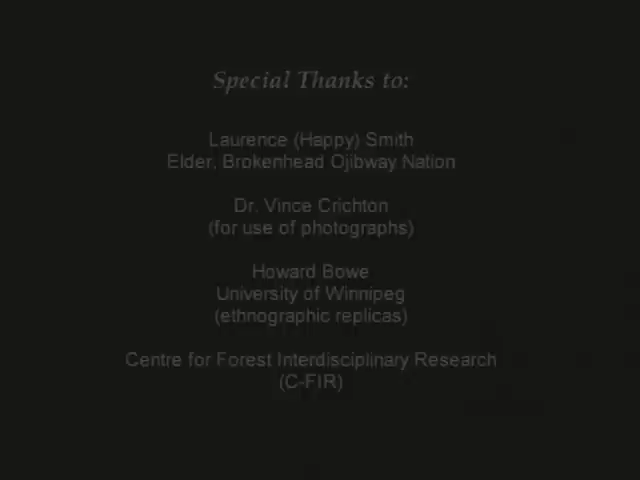 Special Thanks to:
Laurence (Happy) Smith
Elder, Brokenhead Ojibway Nation
Dr. Vince Crichton
(for use of photographs)
Howard Bowe
University of Winnipeg
(ethnographic replicas)
Centre for Forest Interdisciplinary Research
(C-FIR)